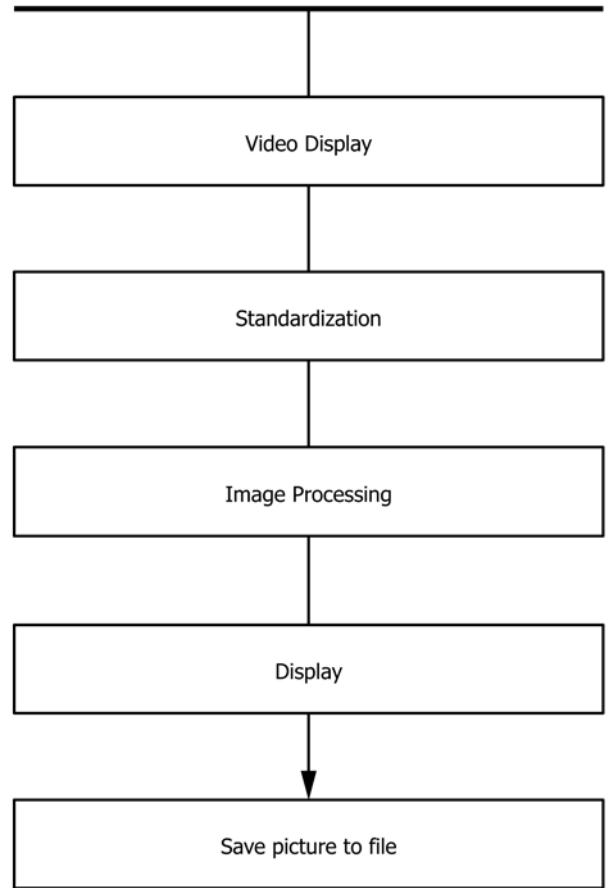 Video Display
Standardization
Image Processing
Display
Save picture to file